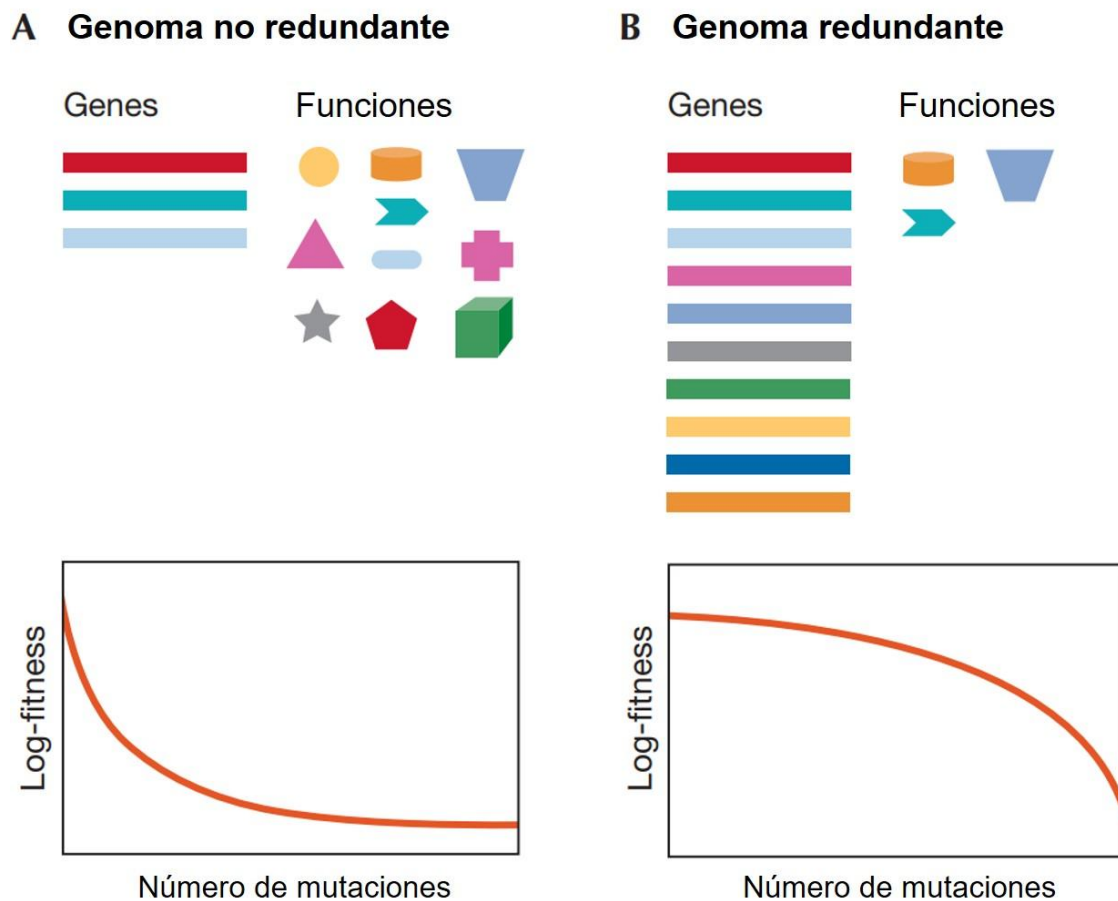 A Genoma no redundante
Genes Funciones
Log-fitness
Número de mutaciones
B Genoma redundante
Genes Funciones
Log-fitness
Número de mutaciones